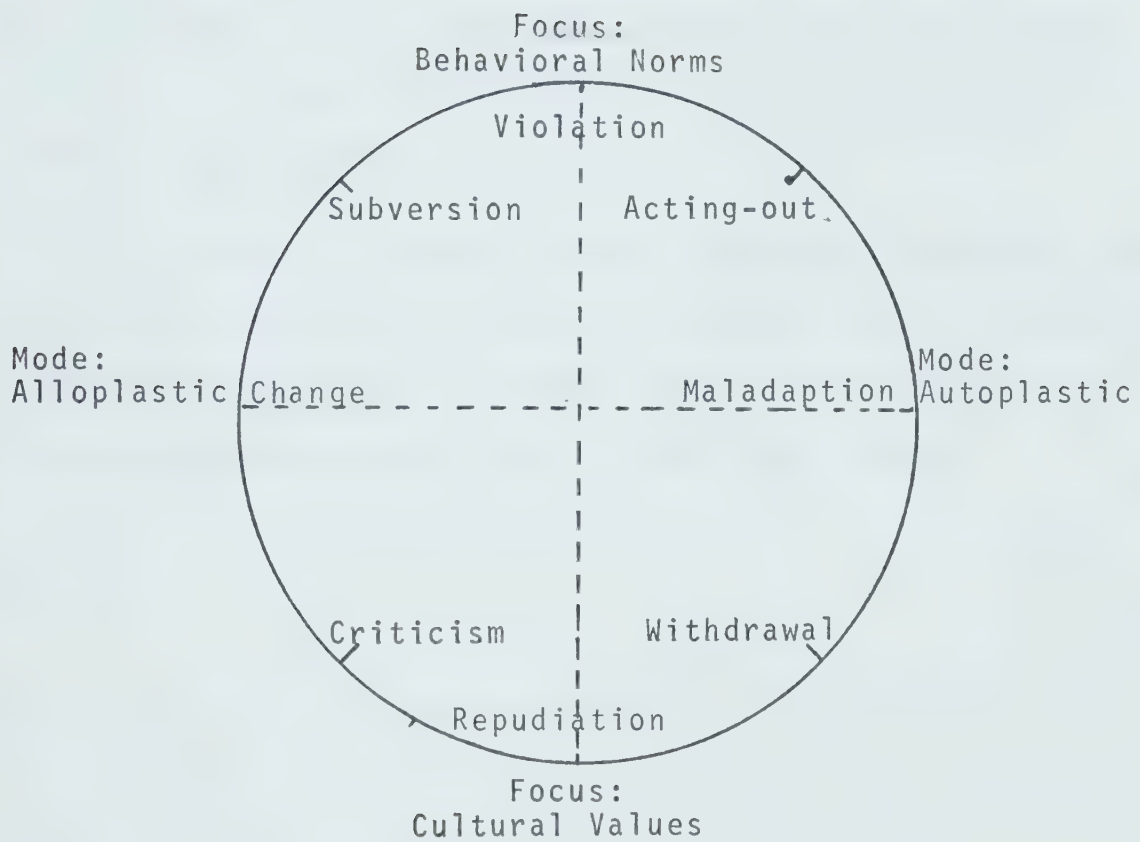 Focus:
Behavioral Norms
Violation
Subversion
Acting-out
Mode:
Alloplastic
Change
Maladaption
Mode:
Autoplastic
Criticism
Withdrawal
Repudiation
Focus:
Cultural Values